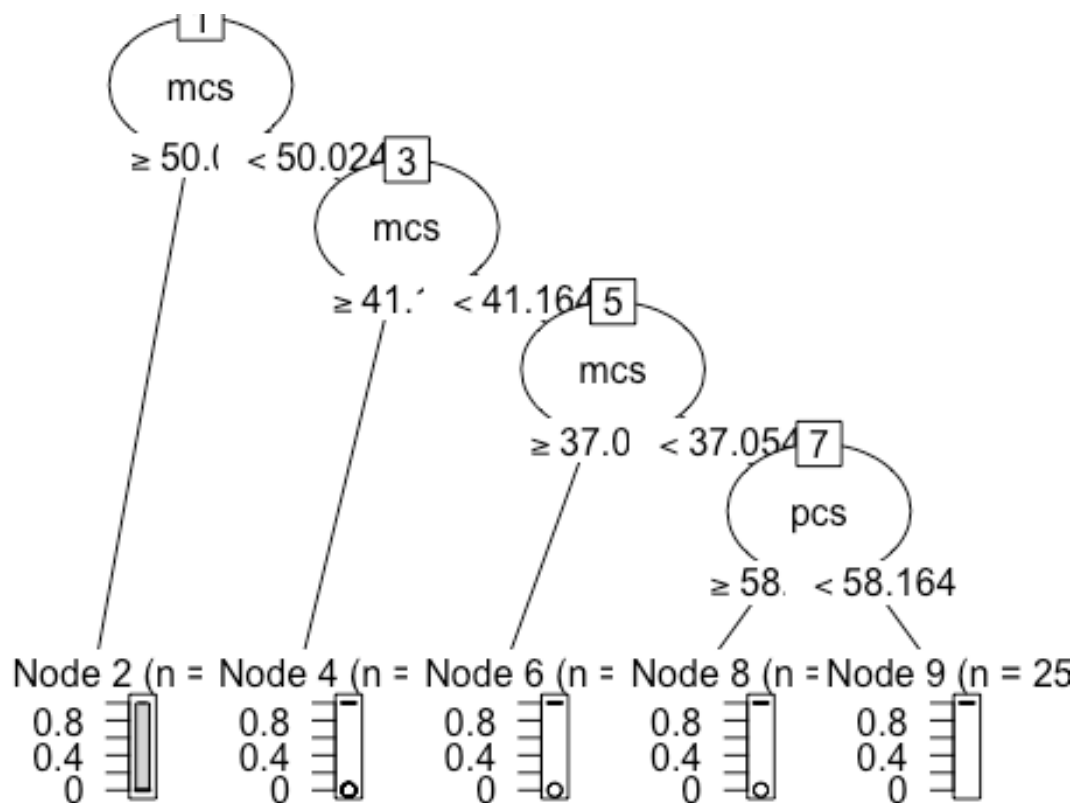 1
mcs
≥ 50.0 < 50.024 3
mcs
≥ 41. < 41.164 5
mcs
≥ 37.0 < 37.054 7
pcs
≥ 58. < 58.164
Node 2 (n = Node 4 (n = Node 6 (n = Node 8 (n = Node 9 (n = 25
0.8 0.8 0.8 0.8 0.8
0.4 0.4 0.4 0.4 0.4
0 0 0 0 0